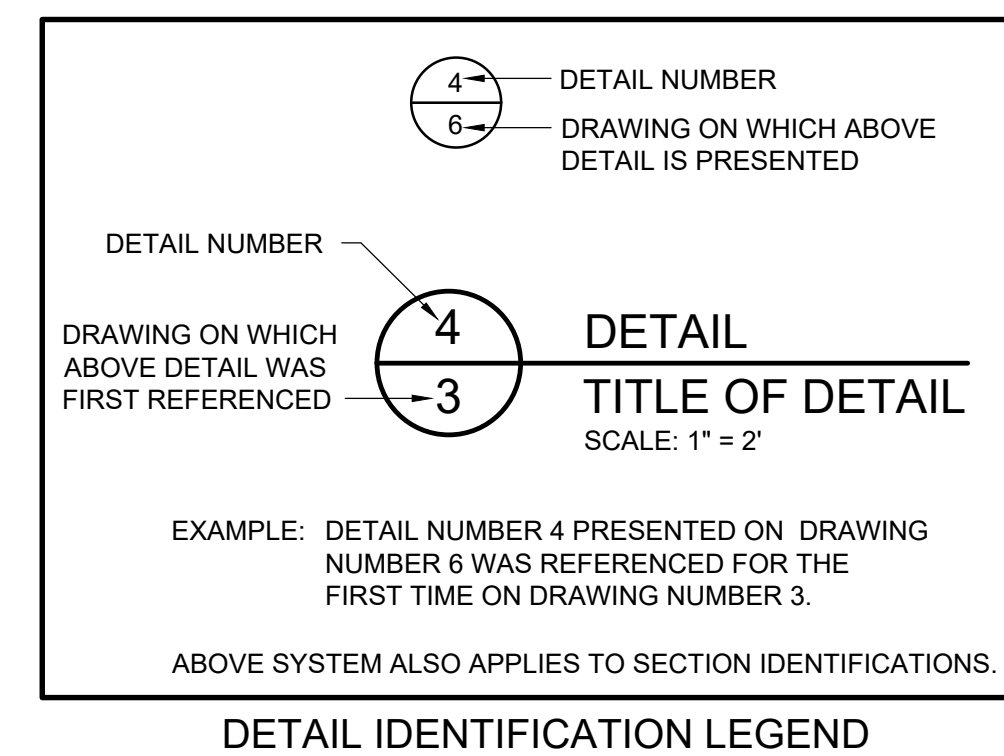 4
DETAIL NUMBER
6
DRAWING ON WHICH ABOVE
DETAIL IS PRESENTED
DETAIL NUMBER
DRAWING ON WHICH
ABOVE DETAIL WAS
FIRST REFERENCED
4
3
DETAIL
TITLE OF DETAIL
SCALE: 1" = 2'
EXAMPLE: DETAIL NUMBER 4 PRESENTED ON DRAWING
NUMBER 6 WAS REFERENCED FOR THE
FIRST TIME ON DRAWING NUMBER 3.
ABOVE SYSTEM ALSO APPLIES TO SECTION IDENTIFICATIONS.
DETAIL IDENTIFICATION LEGEND